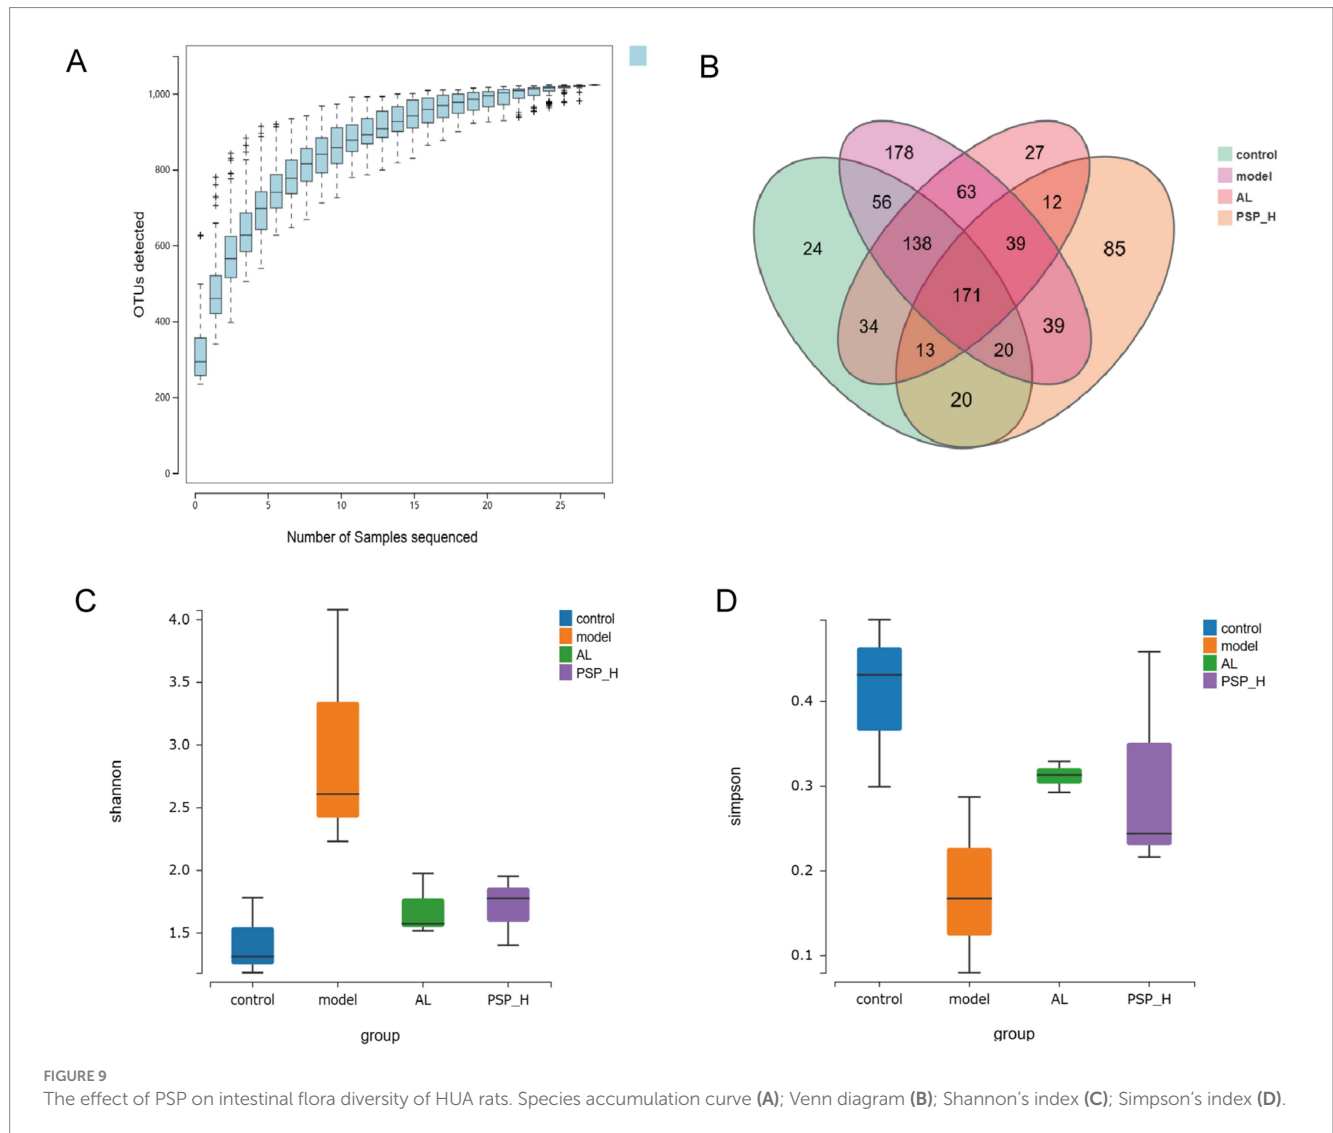 A
1,000
800
600
400
200
0
OTUs detected
0 5 10 15 20 25
Number of Samples sequenced
B
178 27
56 63 12
24 138 39 85
171
34 39
13 20
20
control
model
AL
PSP_H
C
4.0
3.5
3.0
2.5
2.0
1.5
shannon
control model AL PSP_H
group
control
model
AL
PSP_H
D
0.4
0.3
0.2
0.1
simpson
control model AL PSP_H
group
control
model
AL
PSP_H
FIGURE 9
The effect of PSP on intestinal flora diversity of HUA rats. Species accumulation curve (A); Venn diagram (B); Shannon’s index (C); Simpson’s index (D).